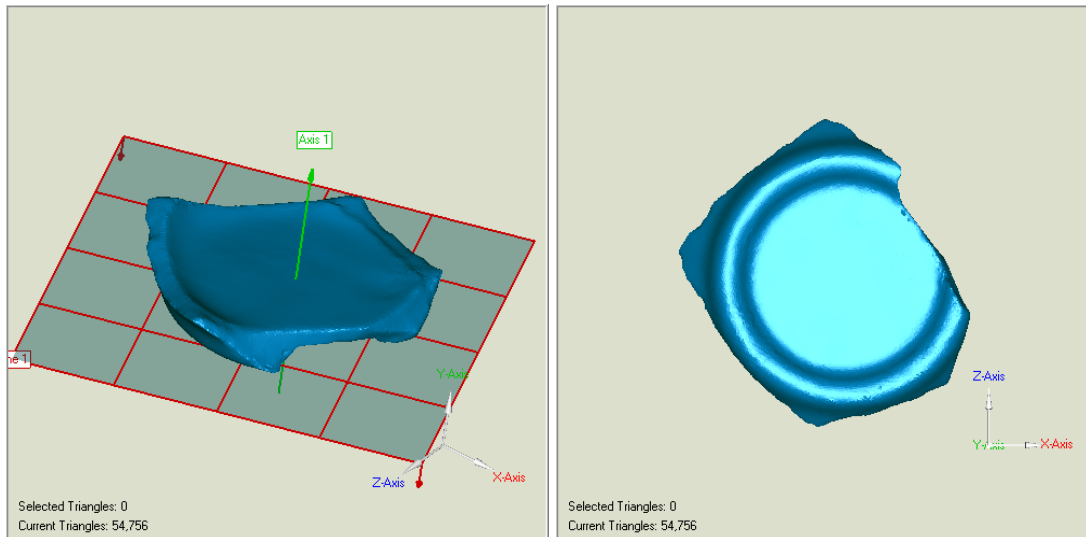 Axis 1
ne 1
Y-Axis
Z-Axis
X-Axis
Selected Triangles: 0
Current Triangles: 54,756
Z-Axis
Y-Axis
X-Axis
Selected Triangles: 0
Current Triangles: 54,756